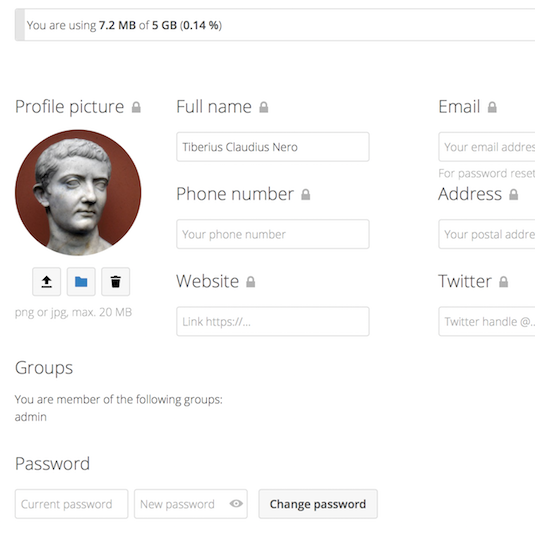 You are using 7.2 MB of 5 GB (0.14 %)
Profile picture
Full name
Email
Tiberius Claudius Nero
Your email addres
For password reset
Phone number
Address
Your phone number
Your postal addre
Website
Twitter
png or jpg, max. 20 MB
Link https://...
Twitter handle @..
Groups
You are member of the following groups:
admin
Password
Current password
New password
Change password